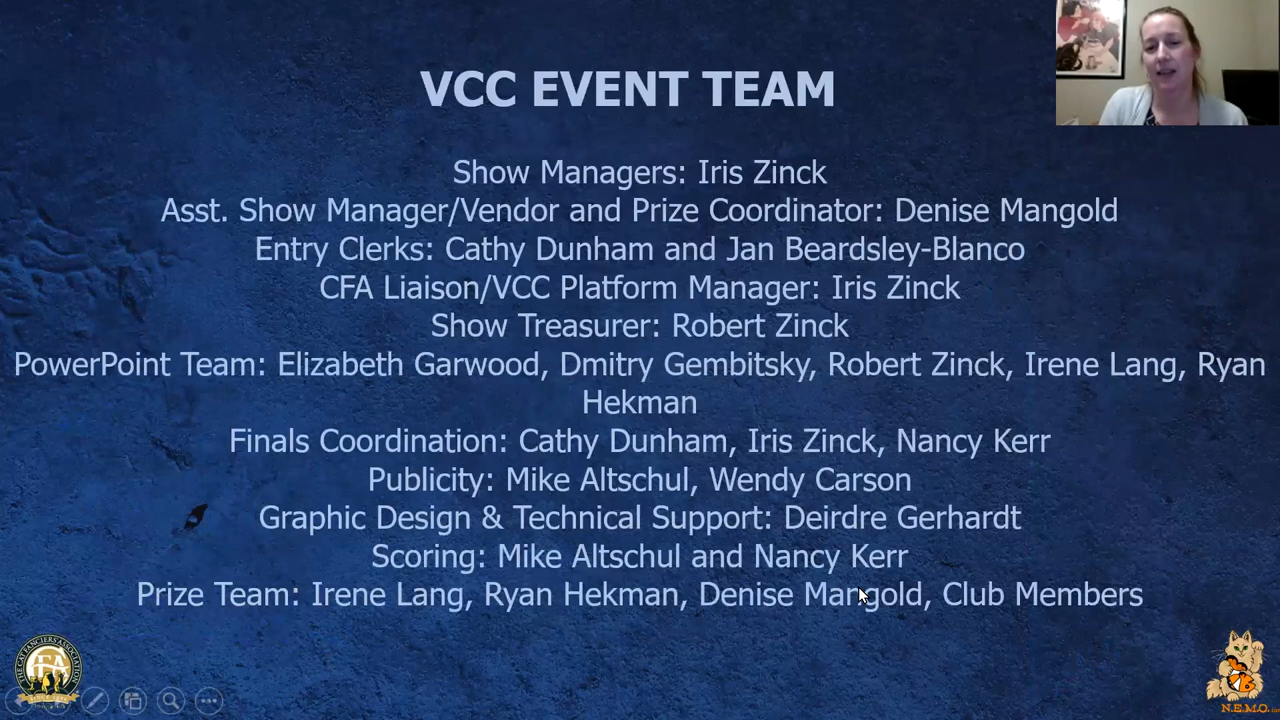 VCC EVENT TEAM
Show Managers: Iris Zinck
Asst. Show Manager/Vendor and Prize Coordinator: Denise Mangold
Entry Clerks: Cathy Dunham and Jan Beardsley-Blanco
CFA Liaison/VCC Platform Manager: Iris Zinck
Show Treasurer: Robert Zinck
PowerPoint Team: Elizabeth Garwood, Dmitry Gembitsky, Robert Zinck, Irene Lang, Ryan
Hekman
Finals Coordination: Cathy Dunham, Iris Zinck, Nancy Kerr
Publicity: Mike Altschul, Wendy Carson
Graphic Design & Technical Support: Deirdre Gerhardt
Scoring: Mike Altschul and Nancy Kerr
Prize Team: Irene Lang, Ryan Hekman, Denise Mangold, Club Members
THE CAT FANCIERS ASSOCIATION
N.E.M.O.